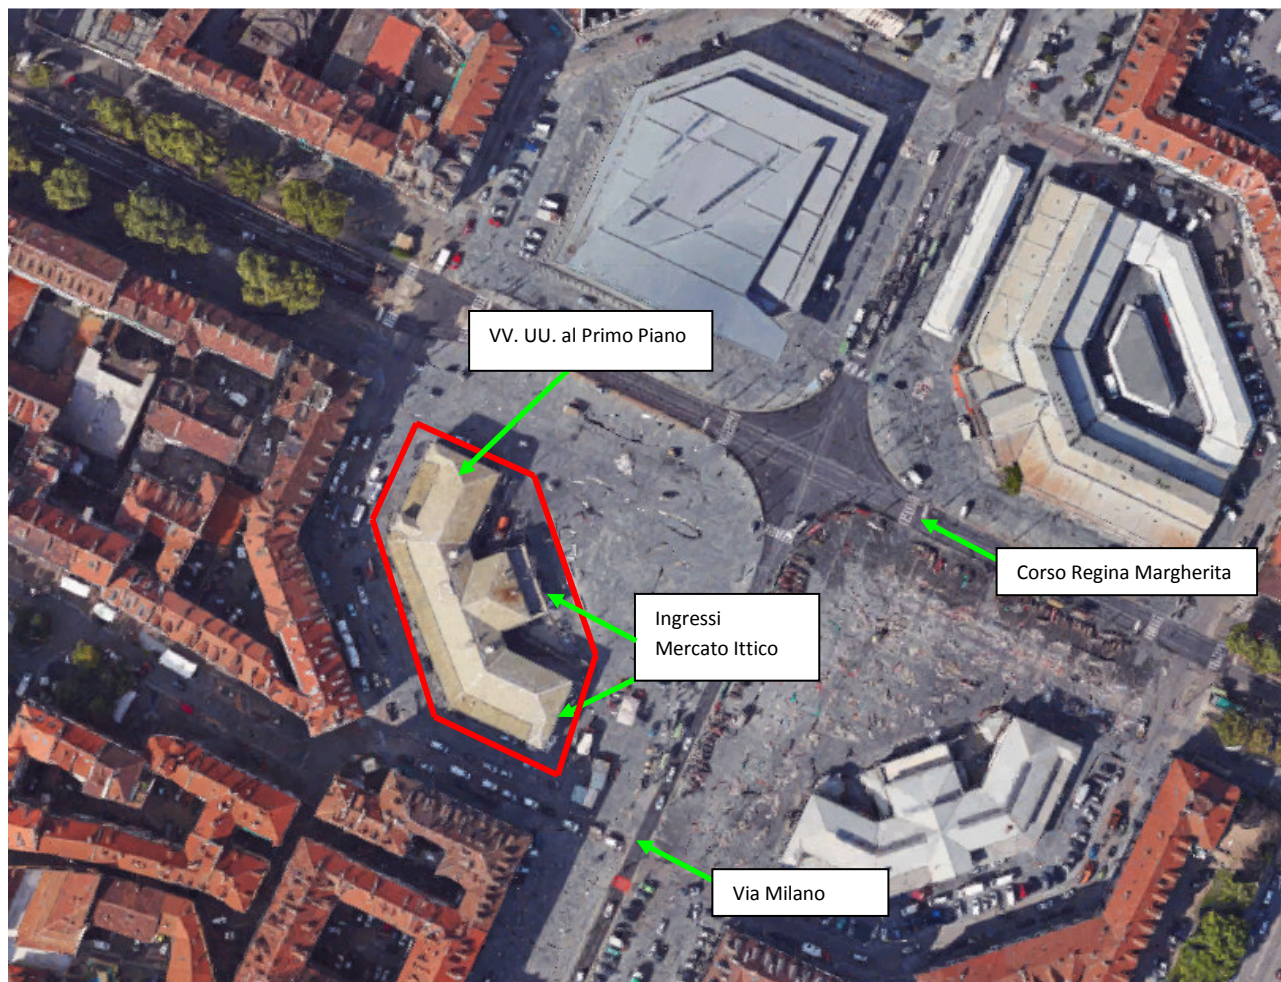 VV. UU. al Primo Piano
Corso Regina Margherita
Ingressi
Mercato Ittico
Via Milano